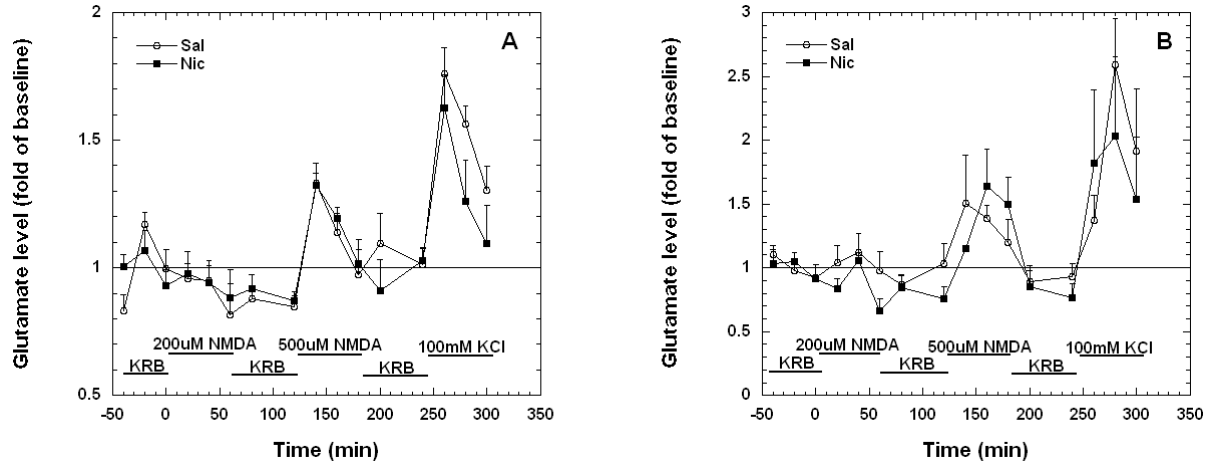 Glutamate level (fold of baseline)
2
1.5
1
0.5
A
Sal
Nic
200uM NMDA
500uM NMDA
100mM KCl
KRB
KRB
KRB
-50 0 50 100 150 200 250 300 350
Time (min)
Glutamate level (fold of baseline)
3
2.5
2
1.5
1
0.5
0
B
Sal
Nic
200uM NMDA
500uM NMDA
100mM KCl
KRB
KRB
KRB
-50 0 50 100 150 200 250 300 350
Time (min)